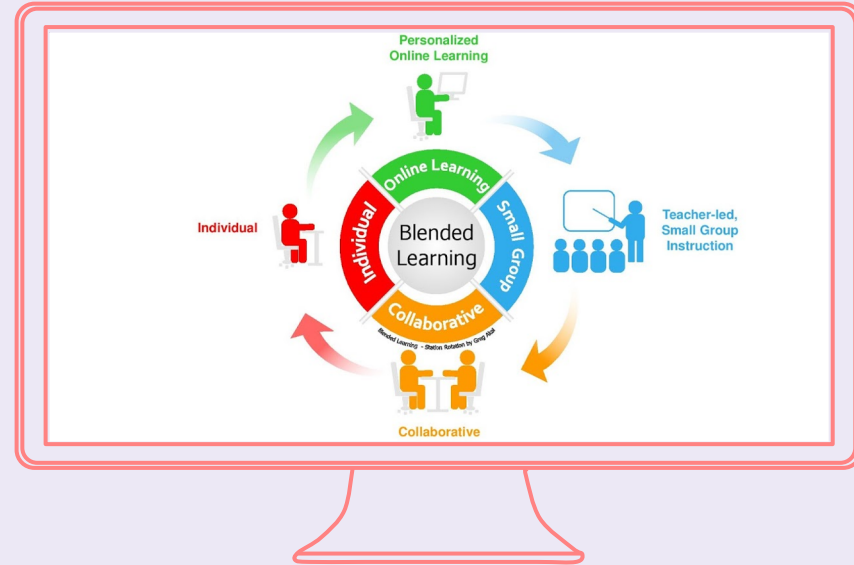 Personalized
Online Learning
Online Learning
Individual
Individual
Blended
Learning
Small Group
Teacher-led,
Small Group
Instruction
Collaborative
Blended Learning - Station Rotation by Greg
Collaborative